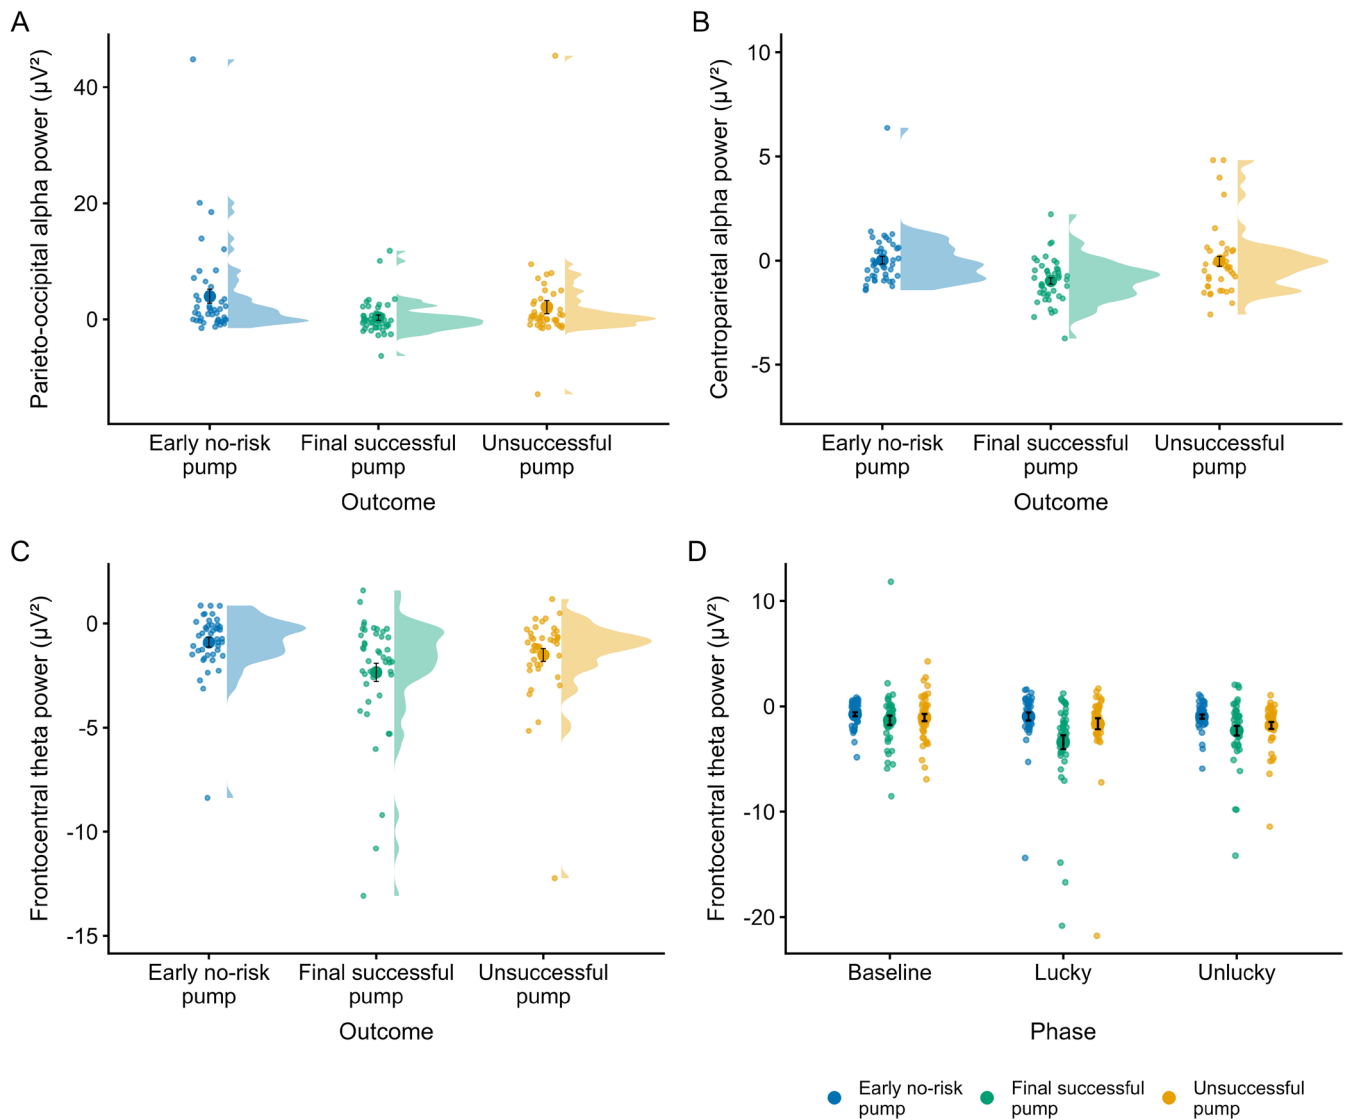 A
Parieto-occipital alpha power (µV²)
40
20
0
Early no-risk
pump
Final successful
pump
Unsuccessful
pump
Outcome
B
Centroparietal alpha power (µV²)
10
5
0
-5
Early no-risk
pump
Final successful
pump
Unsuccessful
pump
Outcome
C
Frontocentral theta power (µV²)
0
-5
-10
-15
Early no-risk
pump
Final successful
pump
Unsuccessful
pump
Outcome
D
Frontocentral theta power (µV²)
10
0
-10
-20
Baseline
Lucky
Unlucky
Phase
Early no-risk
pump
Final successful
pump
Unsuccessful
pump